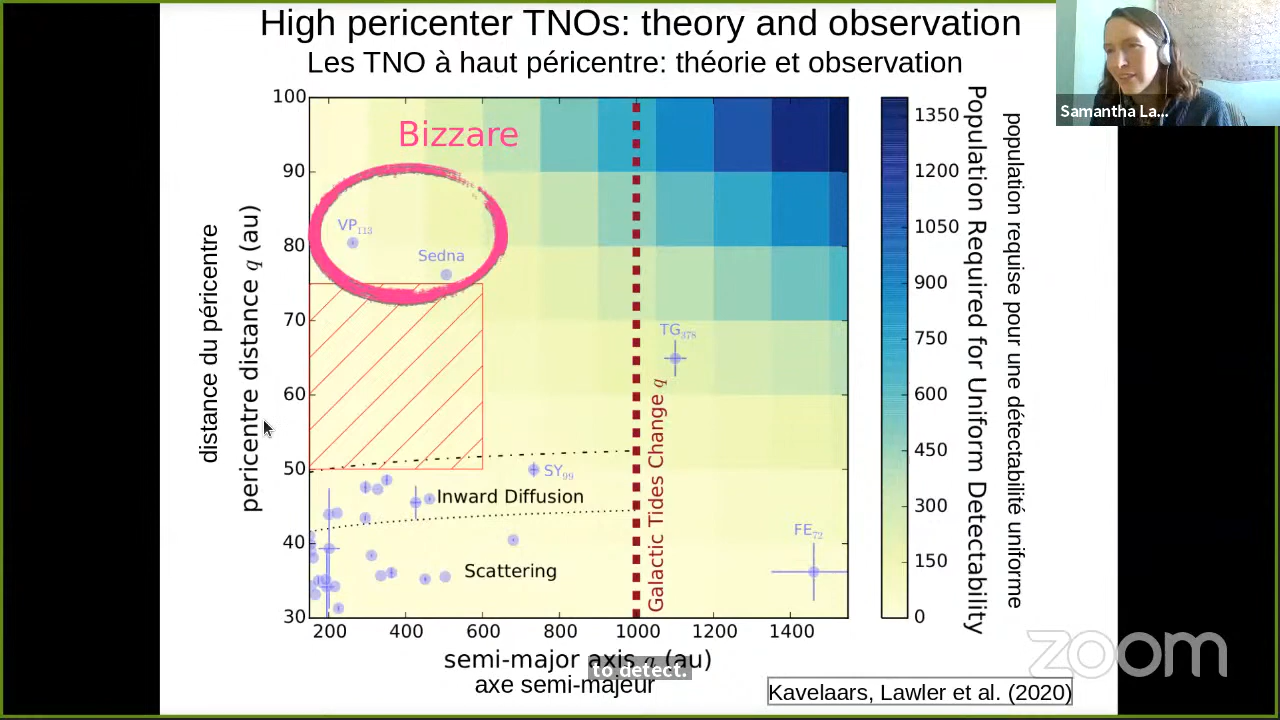 High pericenter TNOs: theory and observation
Les TNO à haut péricentre: théorie et observation
Samantha La...
Bizzare
VP113
Sedna
TG378
SY99
FE72
Inward Diffusion
Scattering
Galactic Tides Change q
distance du péricentre
pericentre distance q (au)
100
90
80
70
60
50
40
30
200 400 600 800 1000 1200 1400
semi-major axis a (au)
to detect.
axe semi-majeur
1350
1200
1050
900
750
600
450
300
150
0
Population Required for Uniform Detectability
population requise pour une détectabilité uniforme
Kavelaars, Lawler et al. (2020)
zoom